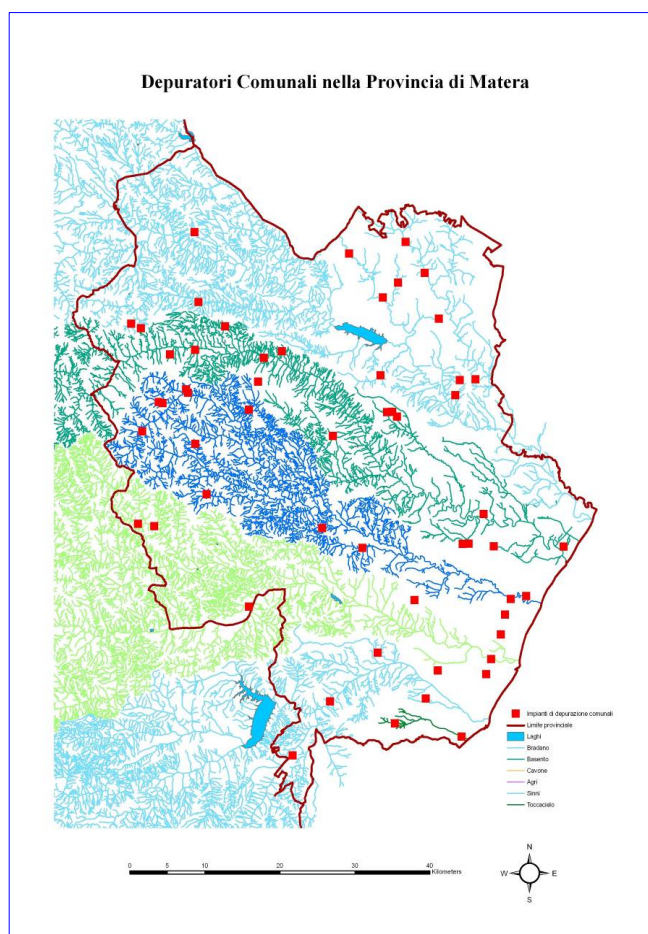 Depuratori Comunali nella Provincia di Matera
Impianti di depurazione comunali
Limite provinciale
Laghi
Bradano
Basento
Cavone
Agri
Sinni
Toccacielo
0 5 10 20 30 40
Kilometers
N
W E
S